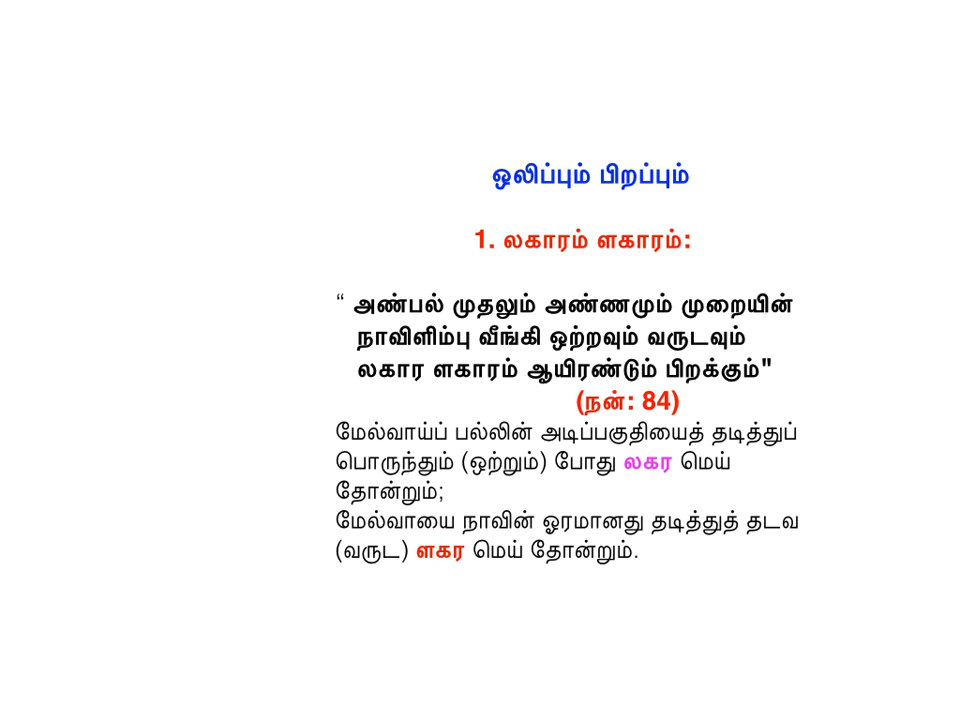 ஒலிப்பும் பிறப்பும்
1. லகாரம் ளகாரம்:
“ அண்பல் முதலும் அண்ணமும் முறையின்
நாவிளிம்பு வீங்கி ஒற்றவும் வருடவும்
லகார ளகாரம் ஆயிரண்டும் பிறக்கும்"
(நன்: 84)
மேல்வாய்ப் பல்லின் அடிப்பகுதியைத் தடித்துப்
பொருந்தும் (ஒற்றும்) போது லகர மெய்
தோன்றும்;
மேல்வாயை நாவின் ஓரமானது தடித்துத் தடவ
(வருட) ளகர மெய் தோன்றும்.